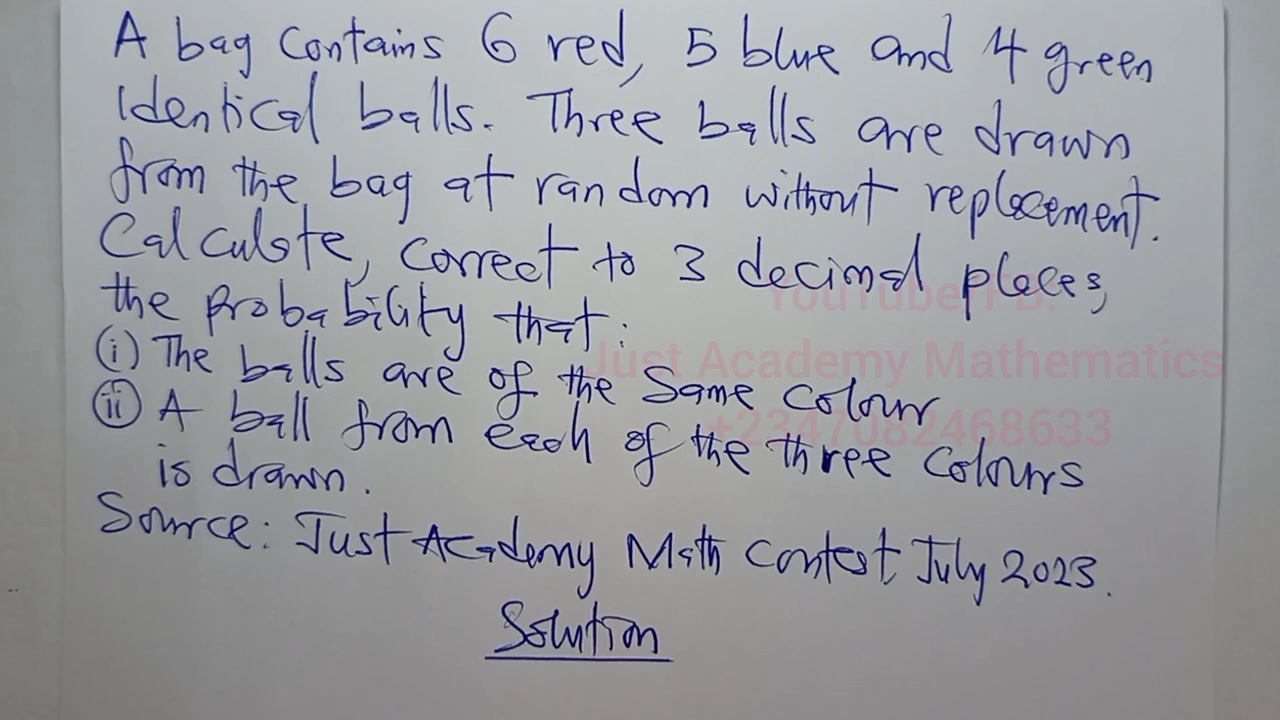 A bag contains 6 red, 5 blue and 4 green
identical balls. Three balls are drawn
from the bag at random without replacement.
Calculate, correct to 3 decimal places,
the probability that:
(i) The balls are of the same colour
(ii) A ball from each of the three colours
is drawn.
Source: Just Academy Math Contest July 2023.
Solution
YouTube/FB:
Just Academy Mathematics
+2347082468633